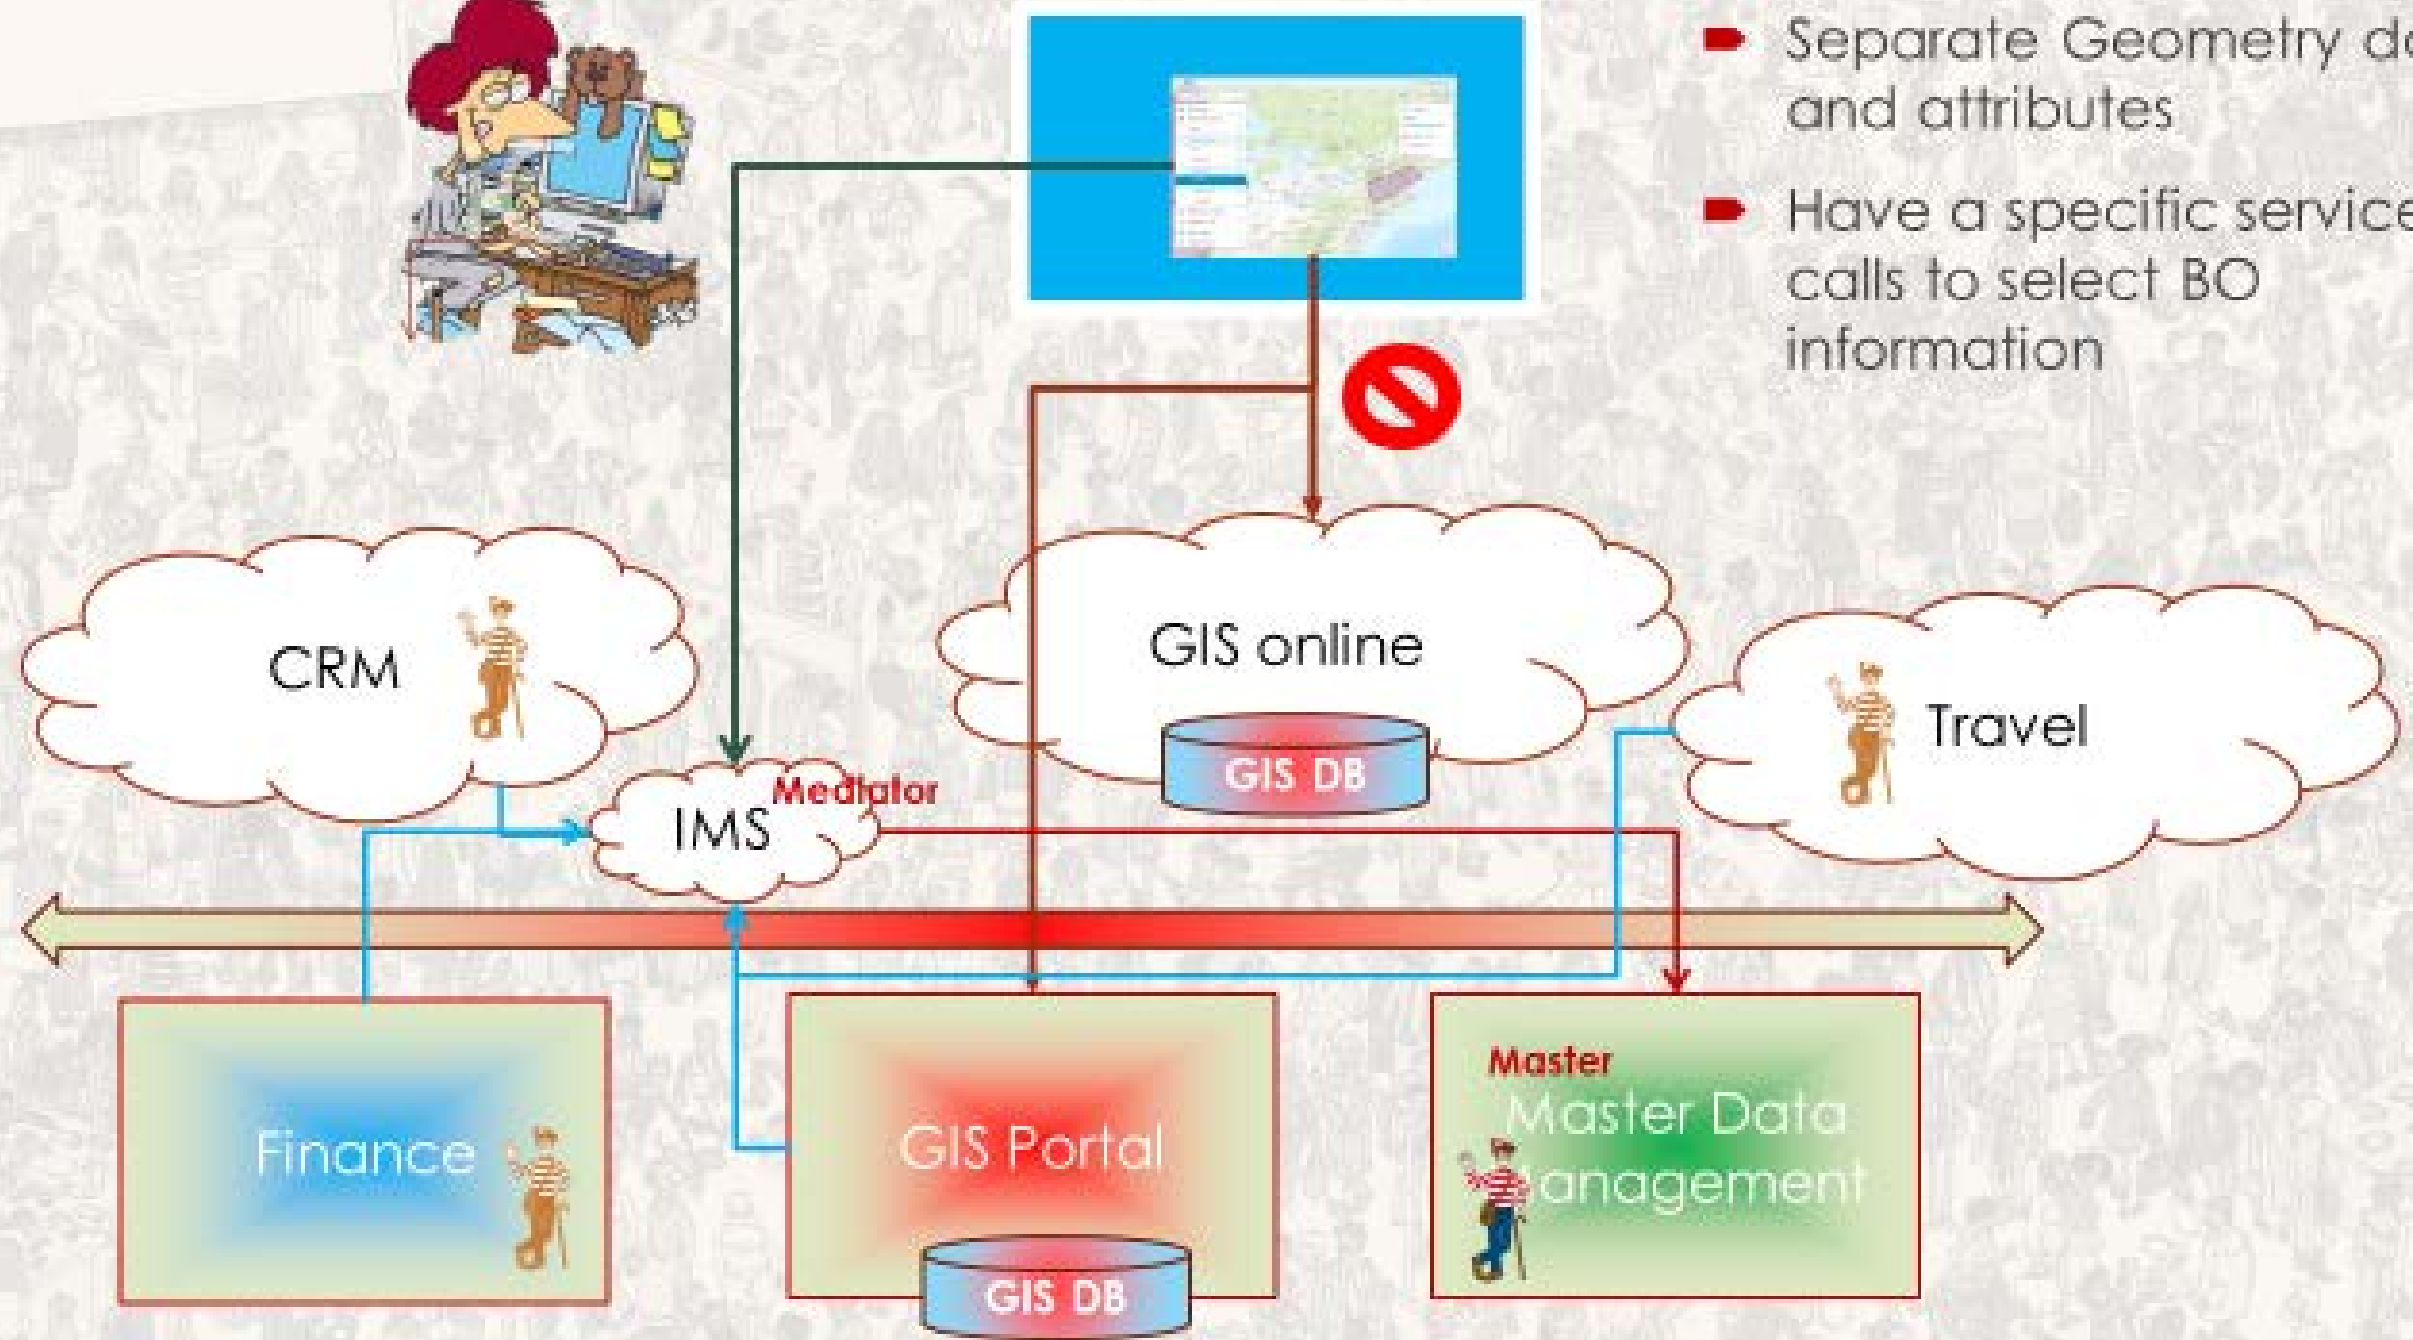 Separate Geometry
and attributes
Have a specific service
calls to select BO
information
CRM
GIS online
Travel
GIS DB
Mediator
IMS
Finance
GIS Portal
Master
Master Data
anagement
GIS DB